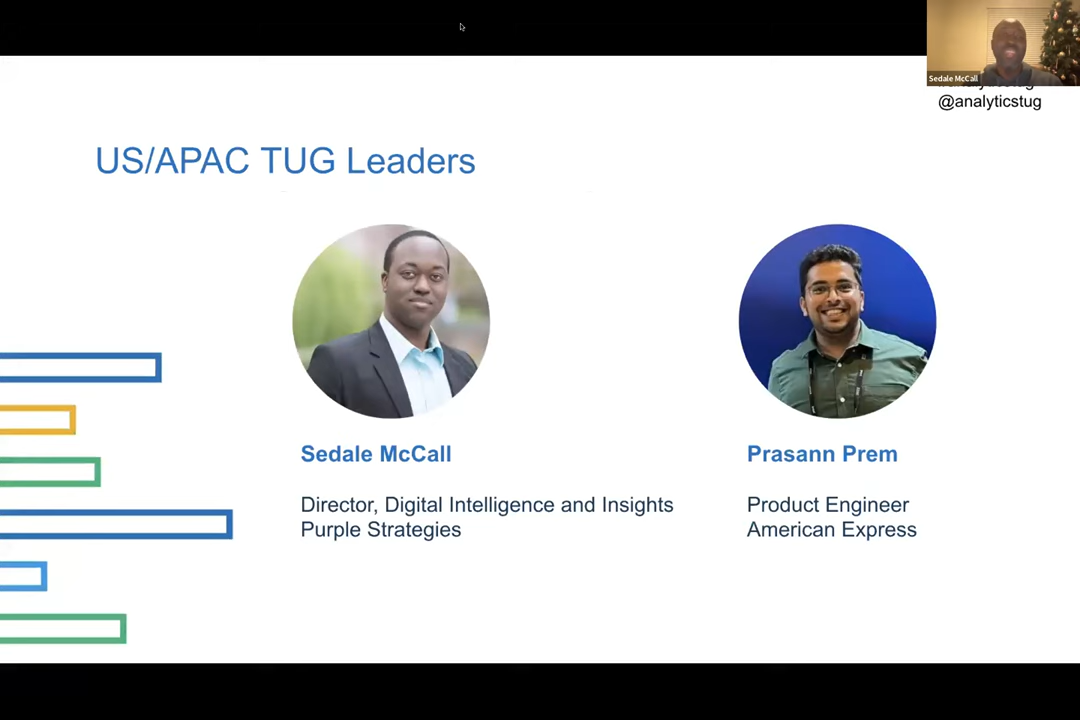 Sedale McCall
@analyticstug
US/APAC TUG Leaders
Sedale McCall
Director, Digital Intelligence and Insights
Purple Strategies
Prasann Prem
Product Engineer
American Express